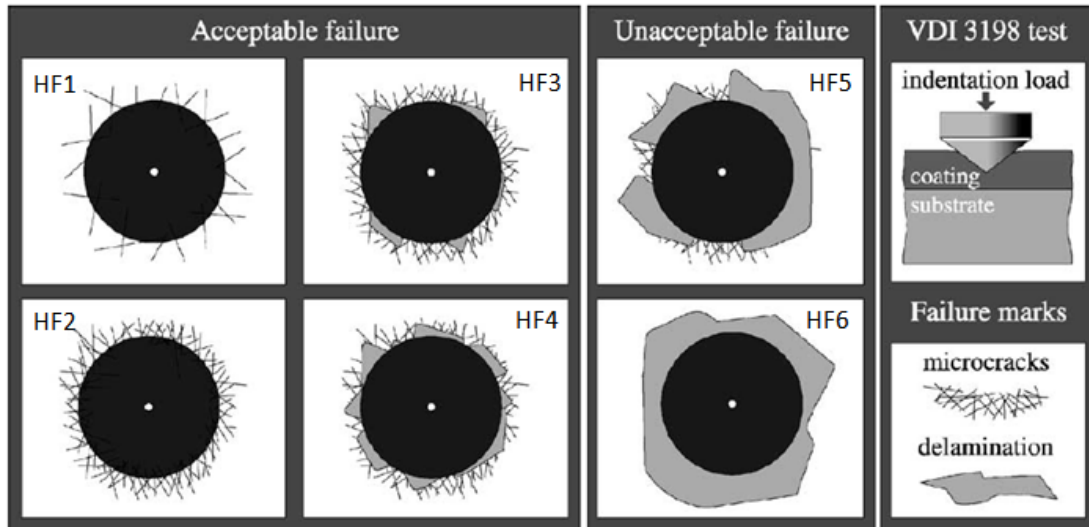 Acceptable failure
HF1
HF3
HF2
HF4
Unacceptable failure
HF5
HF6
VDI 3198 test
indentation load
coating
substrate
Failure marks
microcracks
delamination